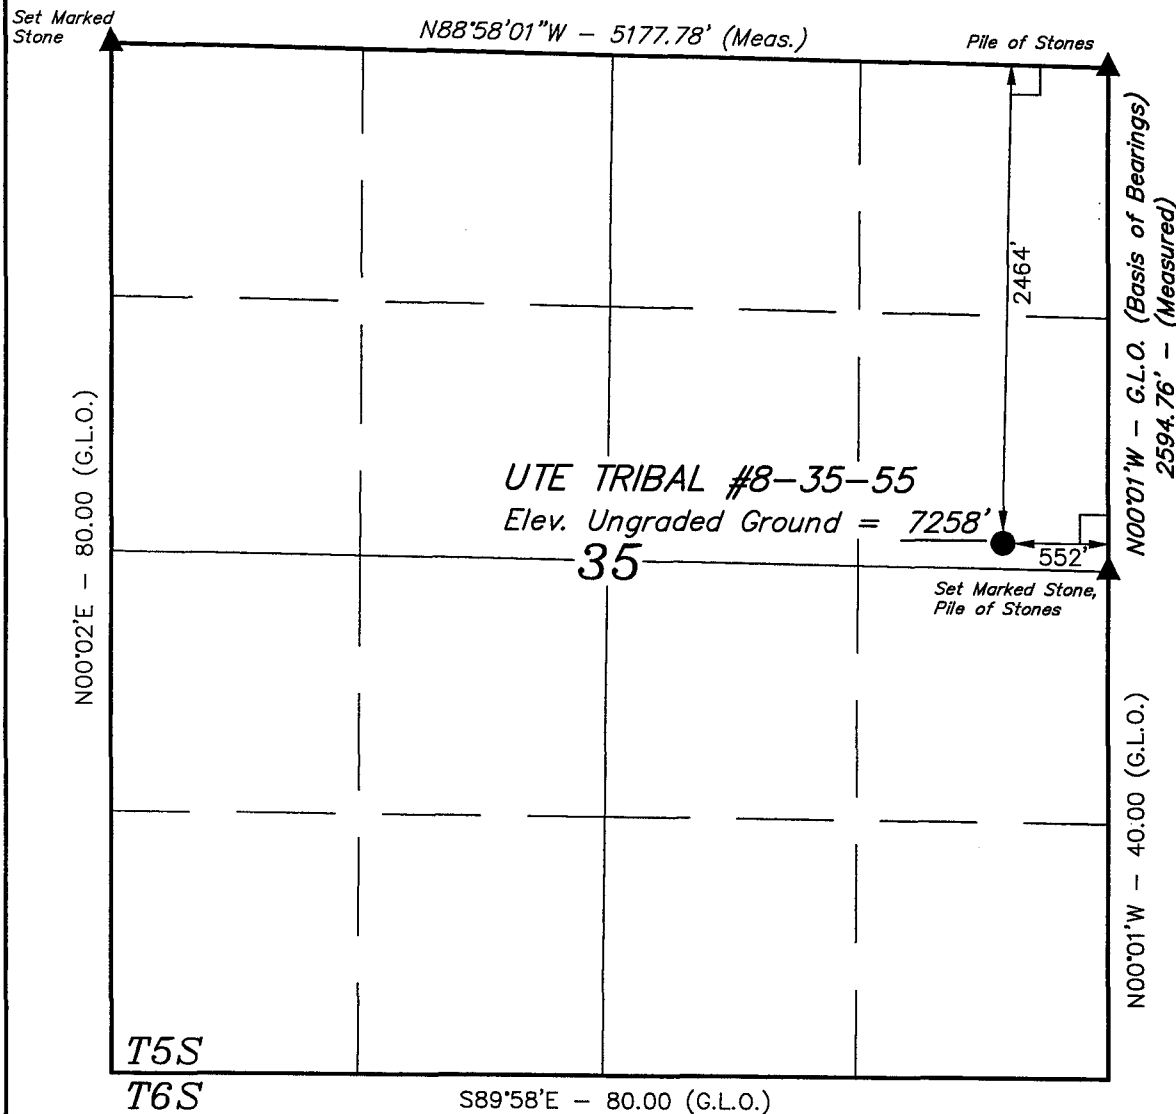 Set Marked
Stone
N88°58'01"W - 5177.78' (Meas.)
Pile of Stones
N00°01'W - G.L.O. (Basis of Bearings)
2594.76' - (Measured)
2464'
N00°02'E - 80.00 (G.L.O.)
UTE TRIBAL #8-35-55
Elev. Ungraded Ground = 7258'
552'
35
Set Marked Stone,
Pile of Stones
N00°01'W - 40.00 (G.L.O.)
T5S
T6S
S89°58'E - 80.00 (G.L.O.)